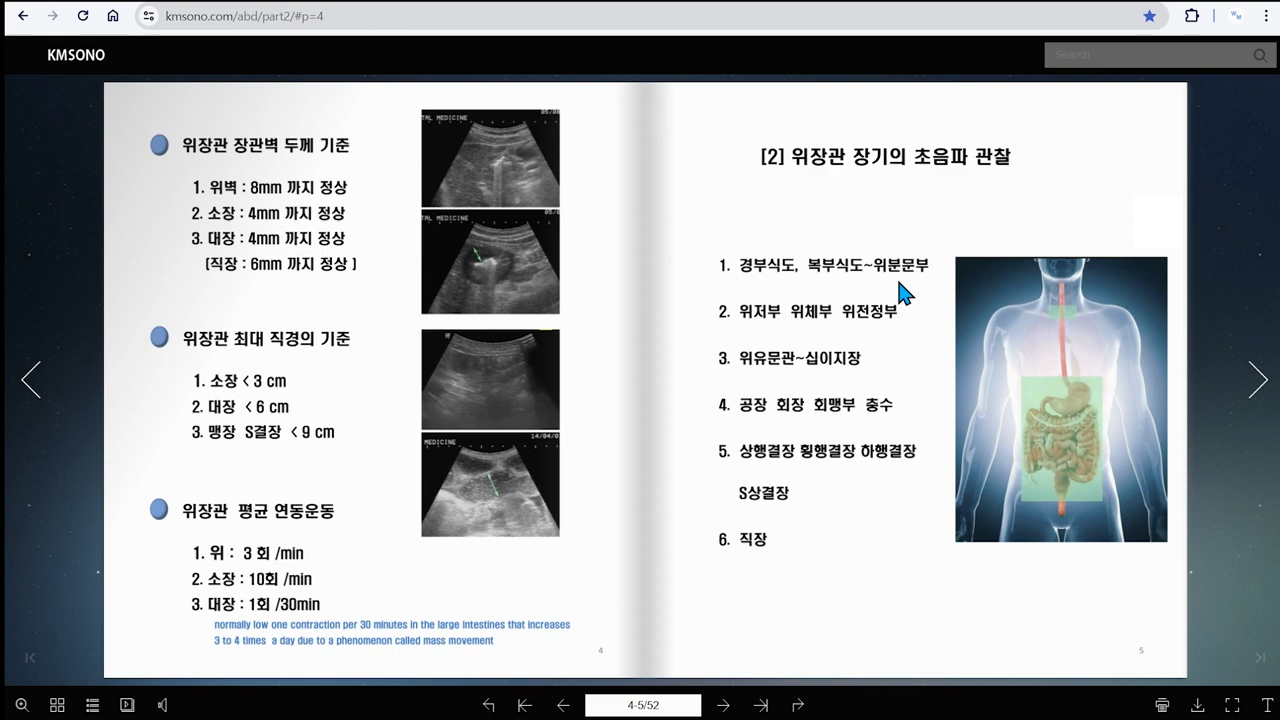 kmsono.com/abd/part2/#p=4
KMSONO
Search
위장관 장관벽 두께 기준
1. 위벽 : 8mm 까지 정상
2. 소장 : 4mm 까지 정상
3. 대장 : 4mm 까지 정상
[직장 : 6mm 까지 정상 ]
위장관 최대 직경의 기준
1. 소장 < 3 cm
2. 대장 < 6 cm
3. 맹장 S결장 < 9 cm
위장관 평균 연동운동
1. 위 : 3 회 /min
2. 소장 : 10회 /min
3. 대장 : 1회 /30min
normally low one contraction per 30 minutes in the large intestines that increases
3 to 4 times a day due to a phenomenon called mass movement
4
TAL MEDICINE
TAL MEDICINE
MEDICINE
14/04/0
[2] 위장관 장기의 초음파 관찰
1. 경부식도, 복부식도~위분문부
2. 위저부 위체부 위전정부
3. 위유문관~십이지장
4. 공장 회장 회맹부 충수
5. 상행결장 횡행결장 하행결장
S상결장
6. 직장
5
4-5/52